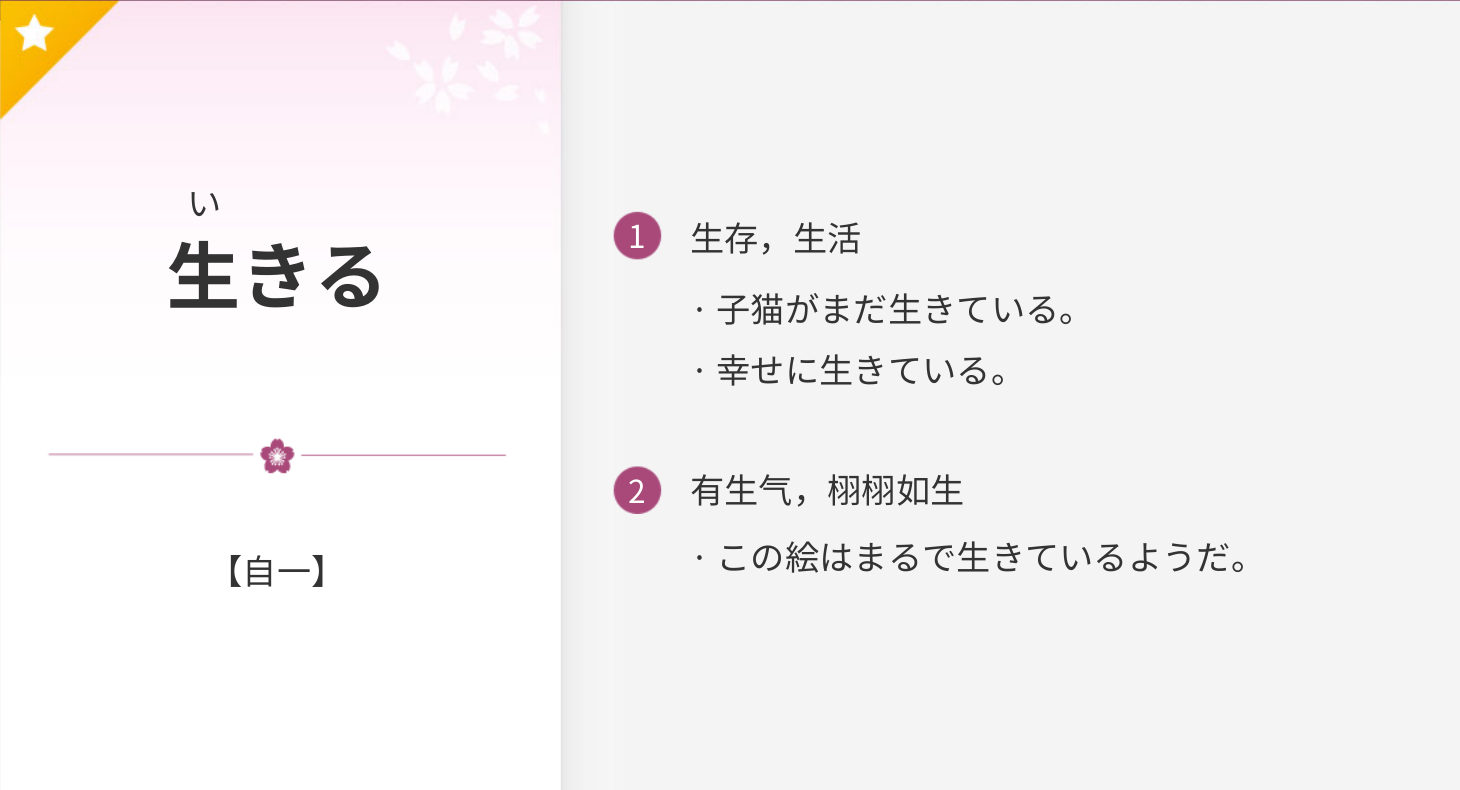 い
生きる
【自一】
1 生存，生活
· 子猫がまだ生きている。
· 幸せに生きている。
2 有生气，栩栩如生
· この絵はまるで生きているようだ。